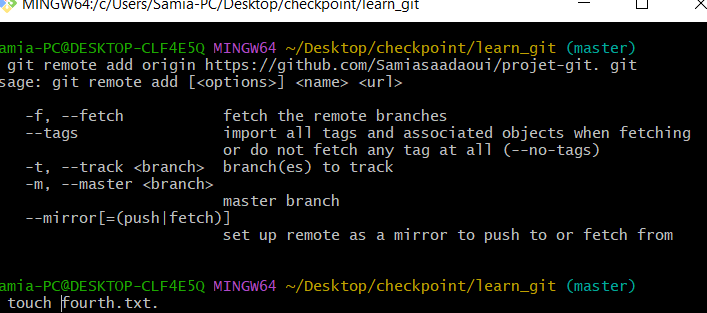 MINGW64:/c/Users/Samia-PC/Desktop/checkpoint/learn_git
amia-PC@DESKTOP-CLF4E5Q MINGW64 ~/Desktop/checkpoint/learn_git (master)
git remote add origin https://github.com/Samiasaadaoui/projet-git. git
sage: git remote add [<options>] <name> <url>
-f, --fetch fetch the remote branches
--tags import all tags and associated objects when fetching
or do not fetch any tag at all (--no-tags)
-t, --track <branch> branch(es) to track
-m, --master <branch>
master branch
--mirror[=(push|fetch)]
set up remote as a mirror to push to or fetch from
amia-PC@DESKTOP-CLF4E5Q MINGW64 ~/Desktop/checkpoint/learn_git (master)
touch fourth.txt.